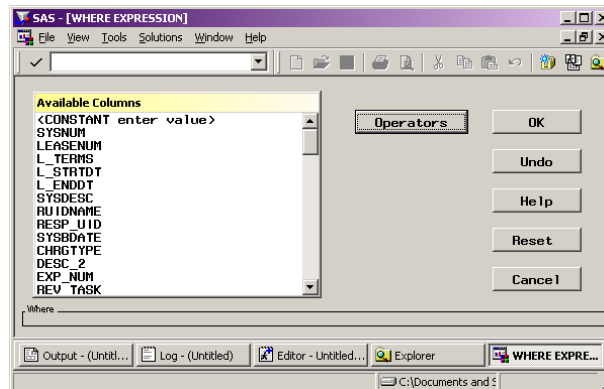 SAS - [WHERE EXPRESSION]
File View Tools Solutions Window Help
Available Columns
<CONSTANT enter value>
SYSNUM
LEASENUM
L_TERMS
L_STRTDT
L_ENDDT
SYSDESC
RUIDNAME
RESP_UID
SYSBDATE
CHRGTYPE
DESC_2
EXP_NUM
REV_TASK
Operators
OK
Undo
Help
Reset
Cancel
Where
Output - (Untitl...
Log - (Untitled)
Editor - Untitled...
Explorer
WHERE EXPRE...
C:\Documents and S